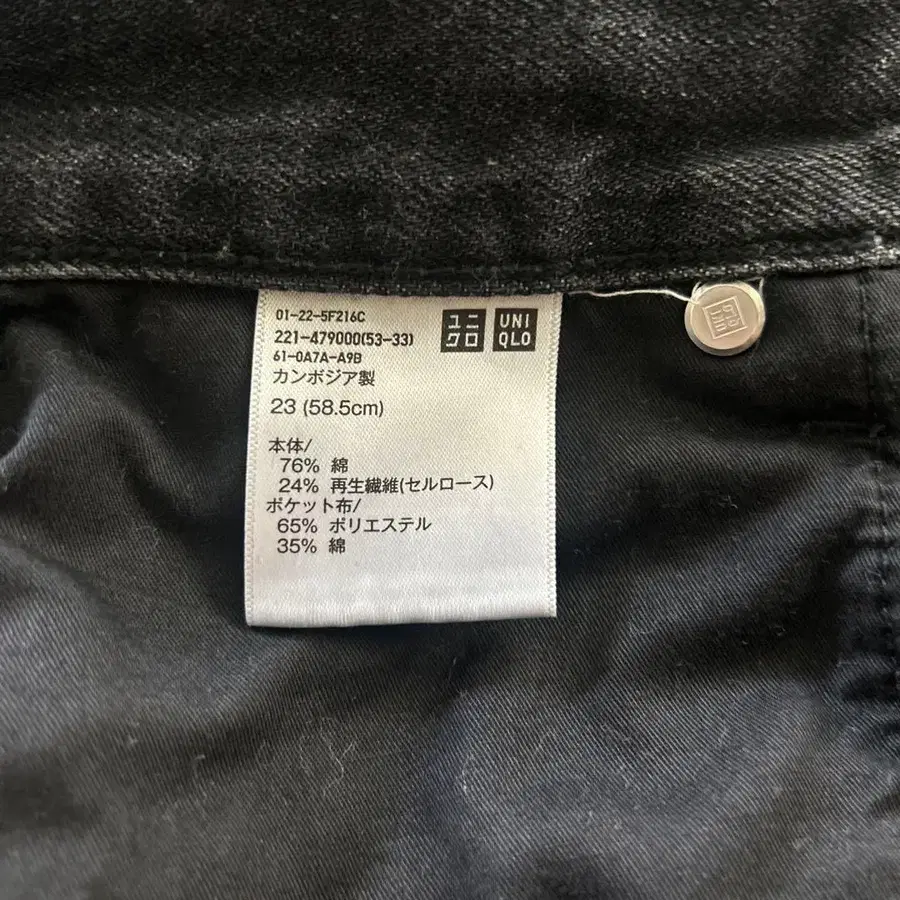 01-22-5F216C
221-479000(53-33)
61-0A7A-A9B
カンボジア製
ユニ
クロ
UNI
QLO
23 (58.5cm)
本体/
76% 綿
24% 再生繊維(セルロース)
ポケット布/
65% ポリエステル
35% 綿